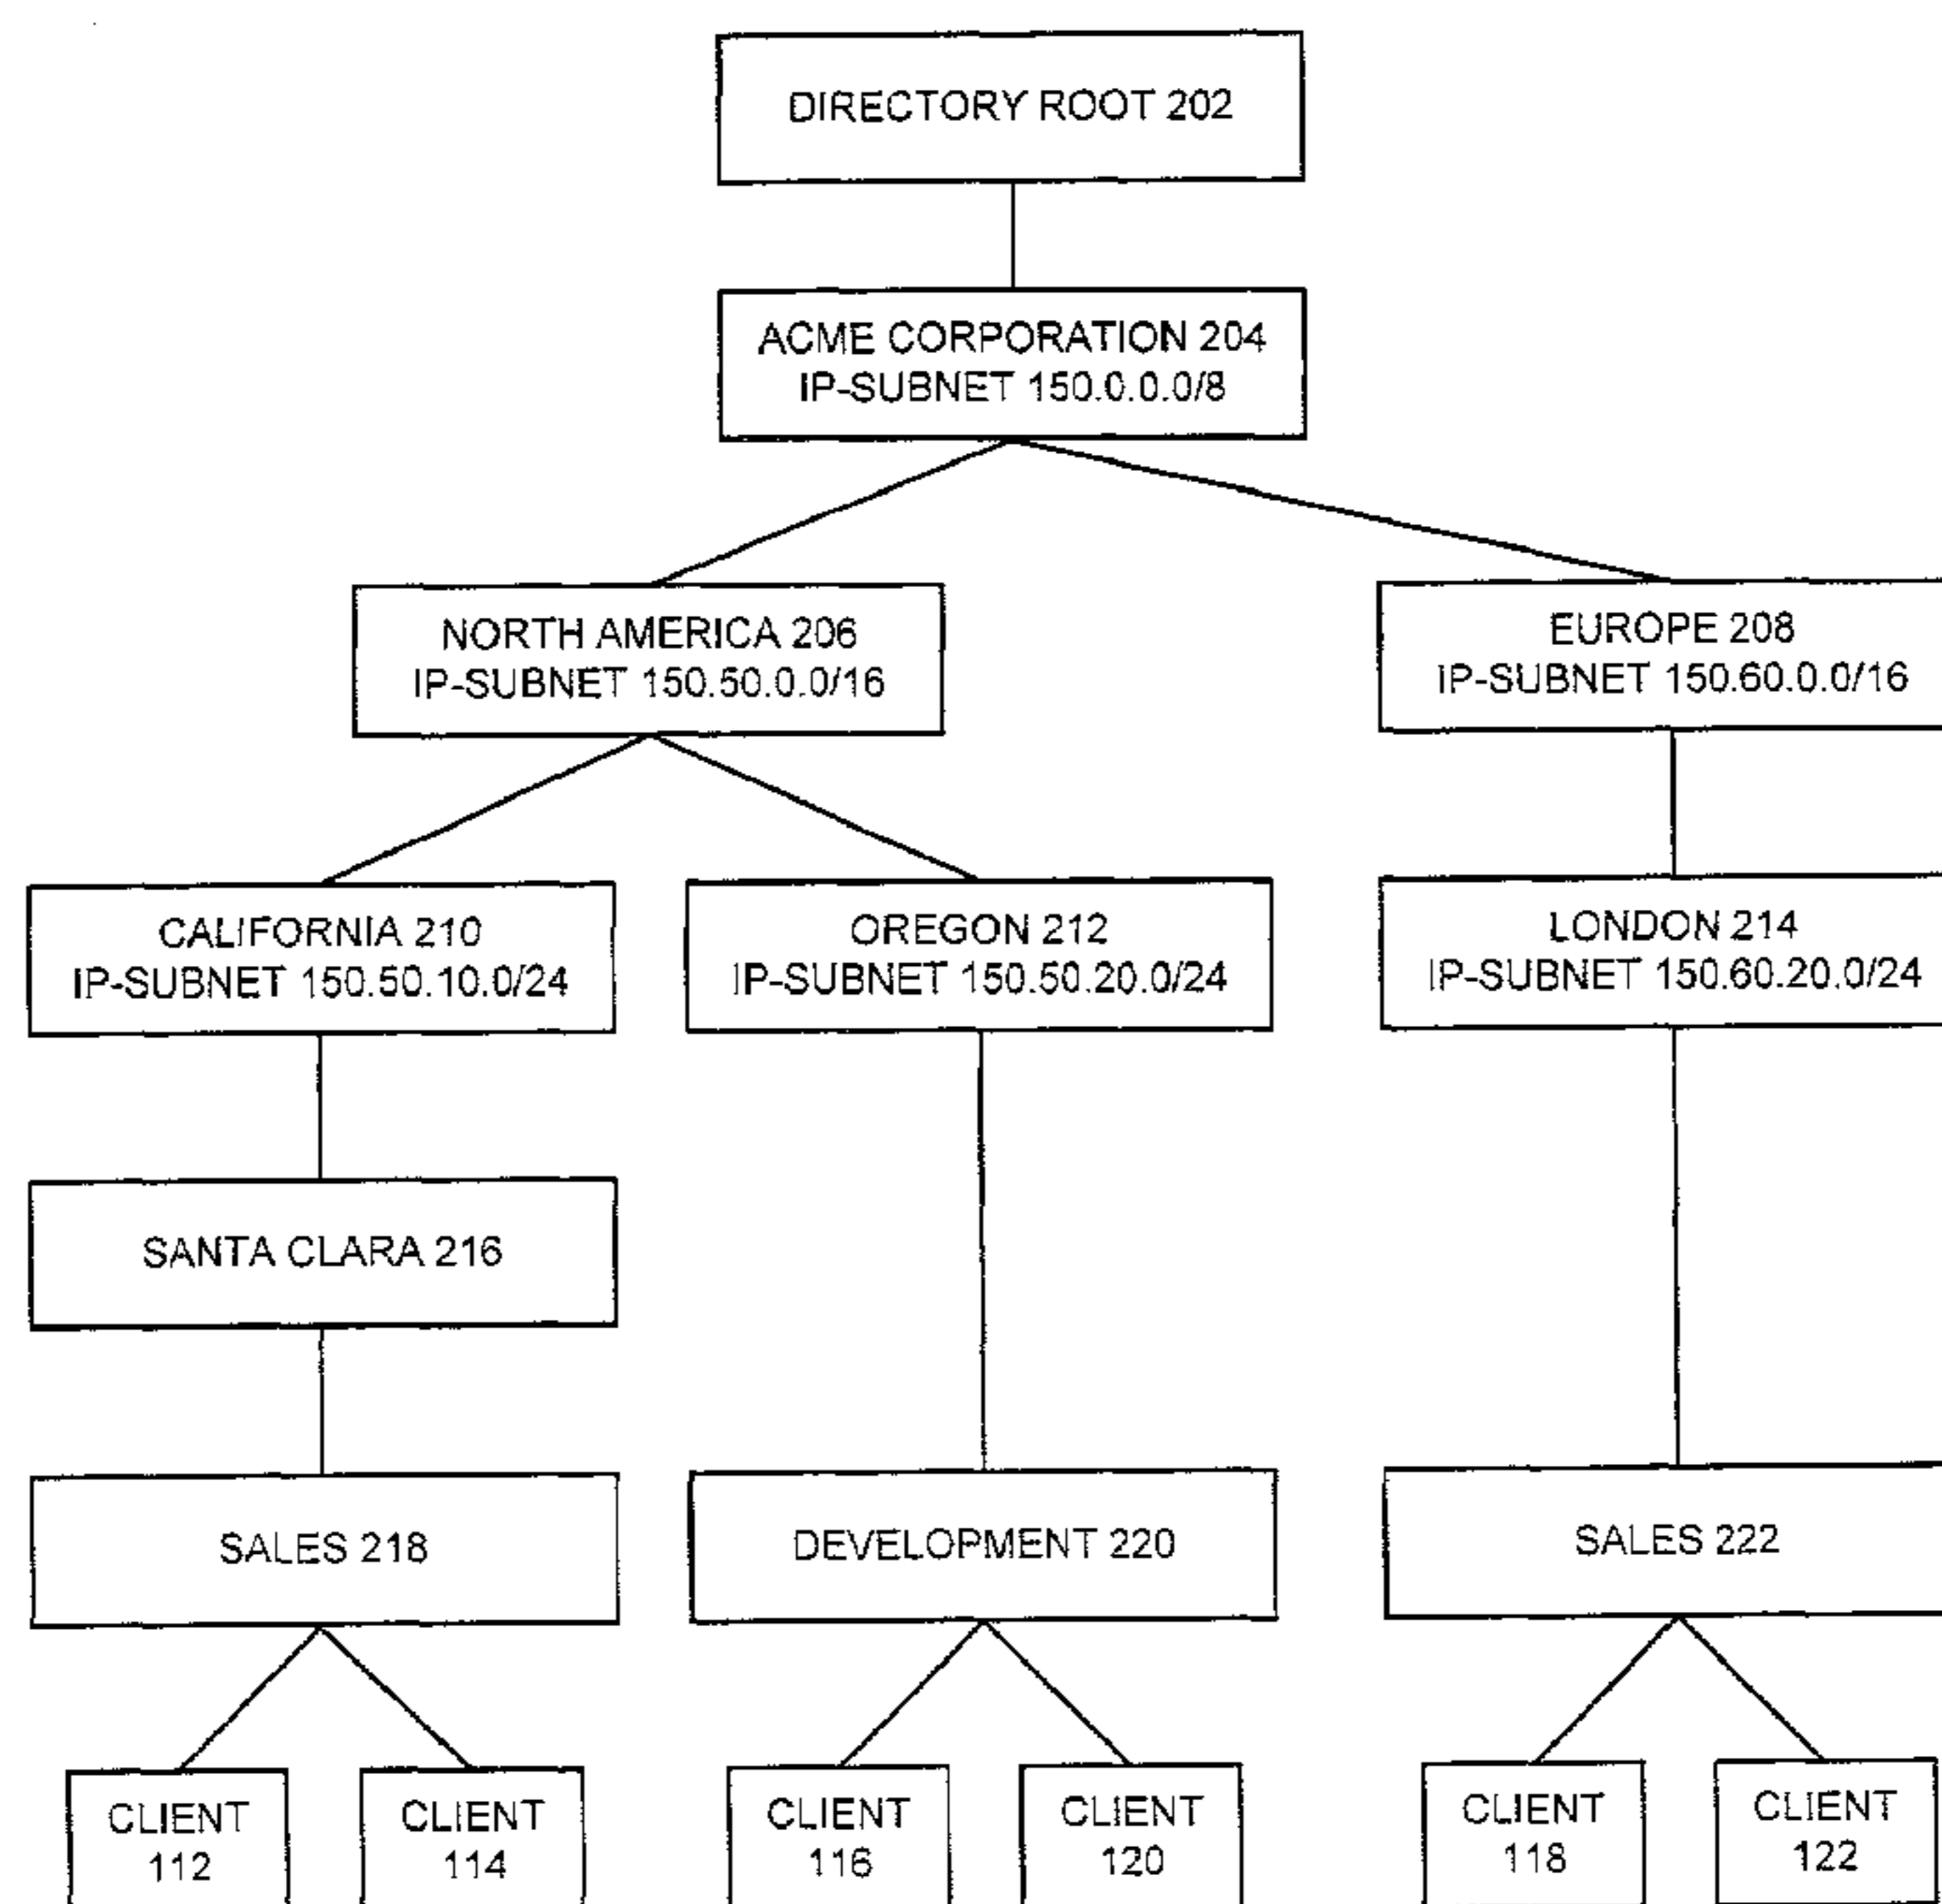 DIRECTORY ROOT 202
ACME CORPORATION 204
IP-SUBNET 150.0.0.0/8
NORTH AMERICA 206
IP-SUBNET 150.50.0.0/16
EUROPE 208
IP-SUBNET 150.60.0.0/16
CALIFORNIA 210
IP-SUBNET 150.50.10.0/24
OREGON 212
IP-SUBNET 150.50.20.0/24
LONDON 214
IP-SUBNET 150.60.20.0/24
SANTA CLARA 216
SALES 218
DEVELOPMENT 220
SALES 222
CLIENT
112
CLIENT
114
CLIENT
116
CLIENT
120
CLIENT
118
CLIENT
122